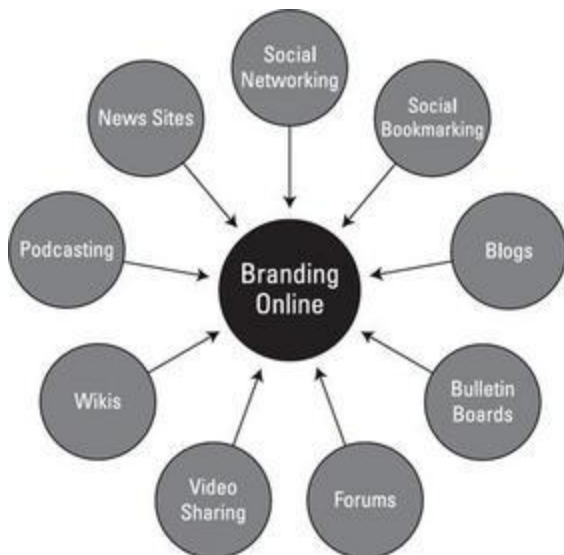 Social
Networking
Social
Bookmarking
Blogs
Bulletin
Boards
Forums
Video
Sharing
Wikis
Podcasting
News Sites
Branding
Online